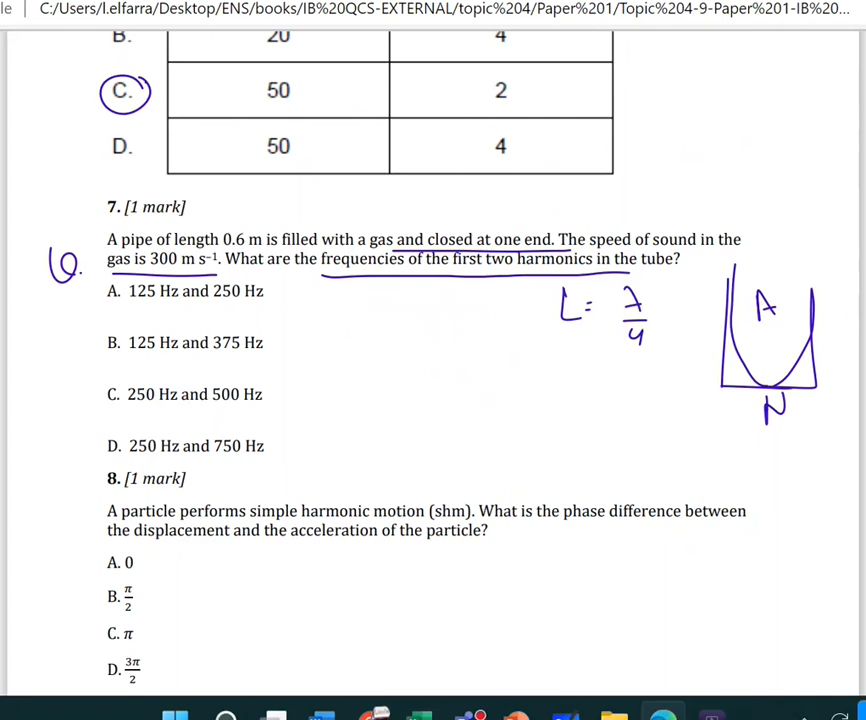 le | C:/Users/l.elfarra/Desktop/ENS/books/IB%20QCS-EXTERNAL/topic%204/Paper%201/Topic%204-9-Paper%201-IB%20...
B. 20 4
C. 50 2
D. 50 4
7. [1 mark]
A pipe of length 0.6 m is filled with a gas and closed at one end. The speed of sound in the
gas is 300 m s⁻¹. What are the frequencies of the first two harmonics in the tube?
A. 125 Hz and 250 Hz
L = λ/4
A
B. 125 Hz and 375 Hz
C. 250 Hz and 500 Hz
N
D. 250 Hz and 750 Hz
8. [1 mark]
A particle performs simple harmonic motion (shm). What is the phase difference between
the displacement and the acceleration of the particle?
A. 0
B. π/2
C. π
D. 3π/2